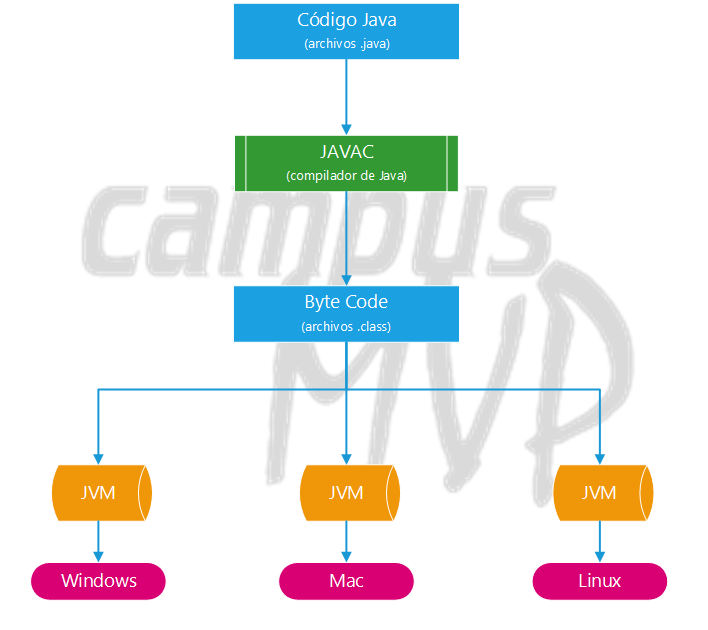 Código Java
(archivos .java)
JAVAC
(compilador de Java)
campus
MVP
Byte Code
(archivos .class)
JVM
JVM
JVM
Windows
Mac
Linux